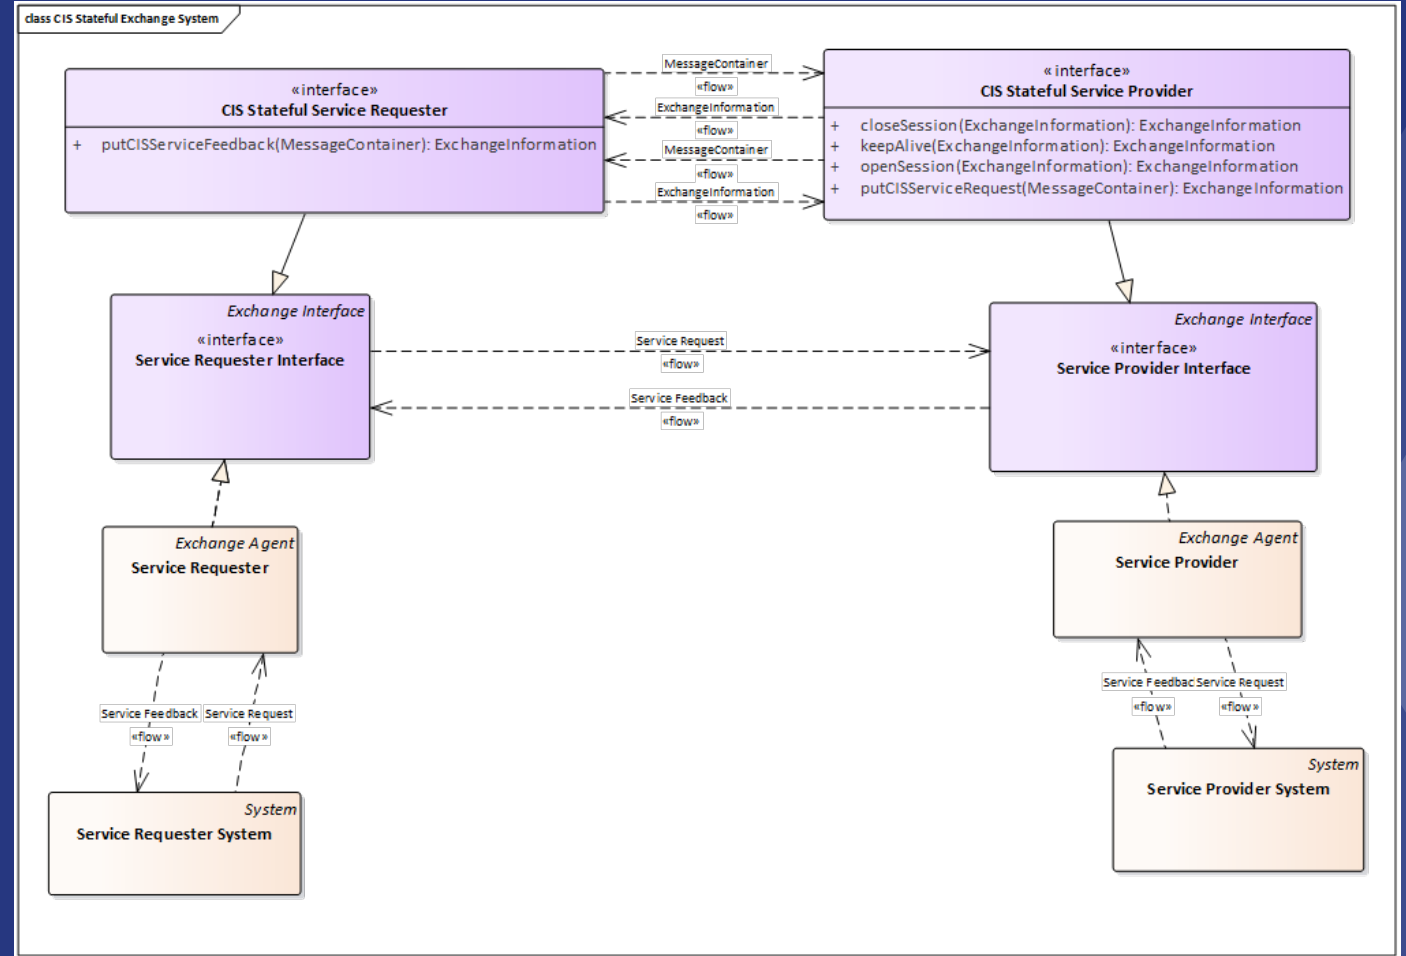 class CIS Stateful Exchange System
«interface»
CIS Stateful Service Requester
+ putCISServiceFeedback(MessageContainer): ExchangeInformation
MessageContainer
«flow»
ExchangeInformation
«flow»
MessageContainer
«flow»
ExchangeInformation
«flow»
«interface»
CIS Stateful Service Provider
+ closeSession(ExchangeInformation): ExchangeInformation
+ keepAlive(ExchangeInformation): ExchangeInformation
+ openSession(ExchangeInformation): ExchangeInformation
+ putCISServiceRequest(MessageContainer): ExchangeInformation
Exchange Interface
«interface»
Service Requester Interface
Service Request
«flow»
Service Feedback
«flow»
Exchange Interface
«interface»
Service Provider Interface
Exchange Agent
Service Requester
Exchange Agent
Service Provider
Service Feedback
«flow»
Service Request
«flow»
Service Feedbac
«flow»
Service Request
«flow»
System
Service Requester System
System
Service Provider System